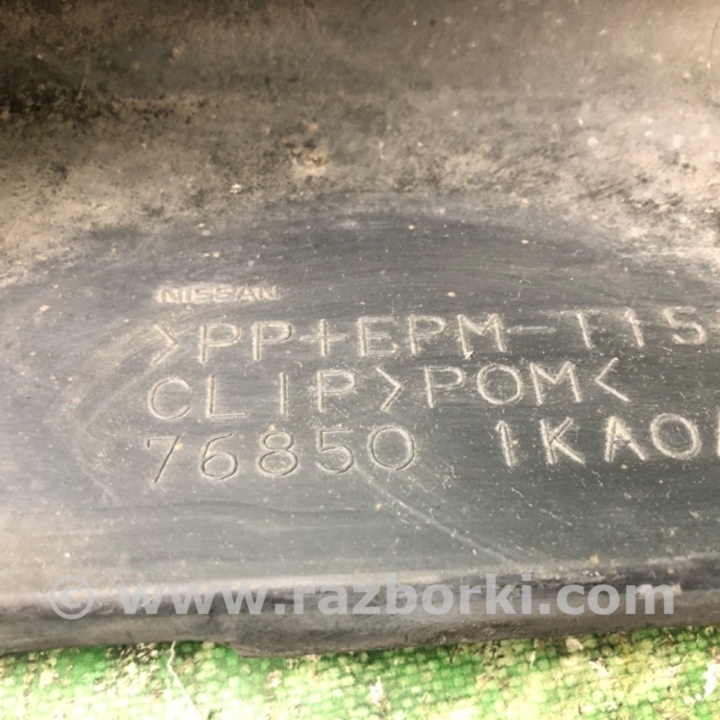 NISSAN
>PP+EPM-T15
CLIP>POM<
76850 1KA0
© www.razborki.com